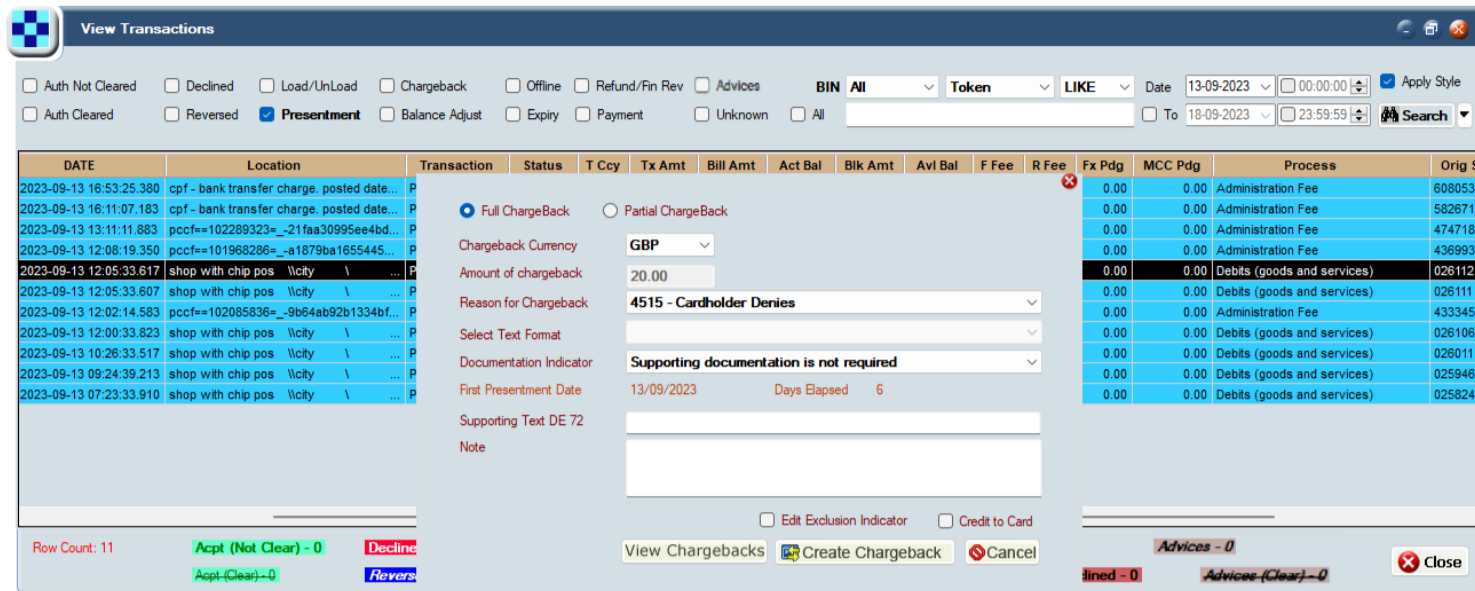 View Transactions
Auth Not Cleared Declined Load/UnLoad Chargeback Offline Refund/Fin Rev Advices BIN All Token LIKE Date 13-09-2023 00:00:00 Apply Style
Auth Cleared Reversed Presentment Balance Adjust Expiry Payment Unknown All To 18-09-2023 23:59:59 Search
DATE Location Transaction Status T Ccy Tx Amt Bill Amt Act Bal Blk Amt Avl Bal F Fee R Fee Fx Pdg MCC Pdg Process Orig S
2023-09-13 16:53:25.380 cpf - bank transfer charge. posted date... P 0.00 0.00 Administration Fee 608053
2023-09-13 16:11:07.183 cpf - bank transfer charge. posted date... P 0.00 0.00 Administration Fee 582671
2023-09-13 13:11:11.883 pccf==102289323=_-21faa30995ee4bd... P 0.00 0.00 Administration Fee 474718
2023-09-13 12:08:19.350 pccf==101968286=_-a1879ba1655445... P 0.00 0.00 Administration Fee 436993
2023-09-13 12:05:33.617 shop with chip pos \\city \ ... P 0.00 0.00 Debits (goods and services) 026112
2023-09-13 12:05:33.607 shop with chip pos \\city \ ... P 0.00 0.00 Debits (goods and services) 026111
2023-09-13 12:02:14.583 pccf==102085836=_-9b64ab92b1334bf... P 0.00 0.00 Administration Fee 433345
2023-09-13 12:00:33.823 shop with chip pos \\city \ ... P 0.00 0.00 Debits (goods and services) 026106
2023-09-13 10:26:33.517 shop with chip pos \\city \ ... P 0.00 0.00 Debits (goods and services) 026011
2023-09-13 09:24:39.213 shop with chip pos \\city \ ... P 0.00 0.00 Debits (goods and services) 025946
2023-09-13 07:23:33.910 shop with chip pos \\city \ ... P 0.00 0.00 Debits (goods and services) 025824
Full ChargeBack Partial ChargeBack
Chargeback Currency GBP
Amount of chargeback 20.00
Reason for Chargeback 4515 - Cardholder Denies
Select Text Format
Documentation Indicator Supporting documentation is not required
First Presentment Date 13/09/2023 Days Elapsed 6
Supporting Text DE 72
Note
Edit Exclusion Indicator Credit to Card
View Chargebacks Create Chargeback Cancel
Row Count: 11 Acpt (Not Clear) - 0 Decline Advices - 0
Acpt (Clear) - 0 Revers lined - 0 Advices (Clear) - 0
Close